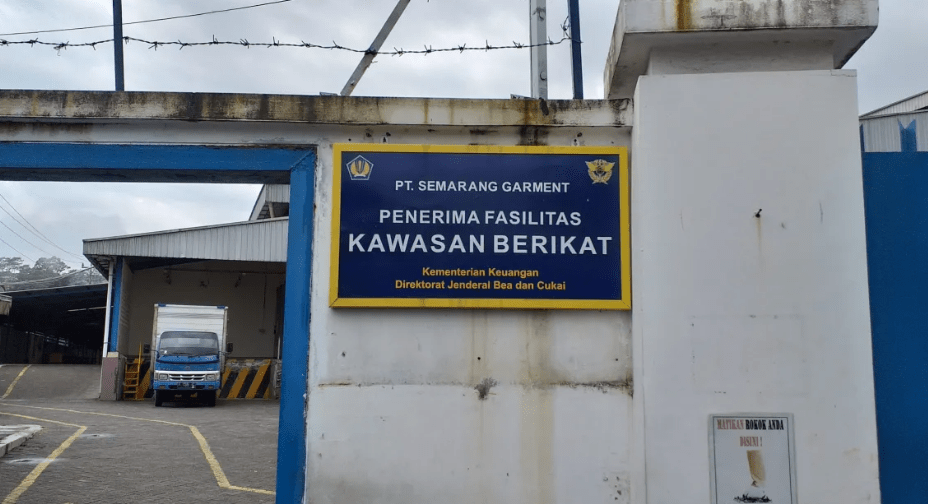 PT. SEMARANG GARMENT
PENERIMA FASILITAS
KAWASAN BERIKAT
Kementerian Keuangan
Direktorat Jenderal Bea dan Cukai
MATIKAN ROKOK ANDA
DISINI !